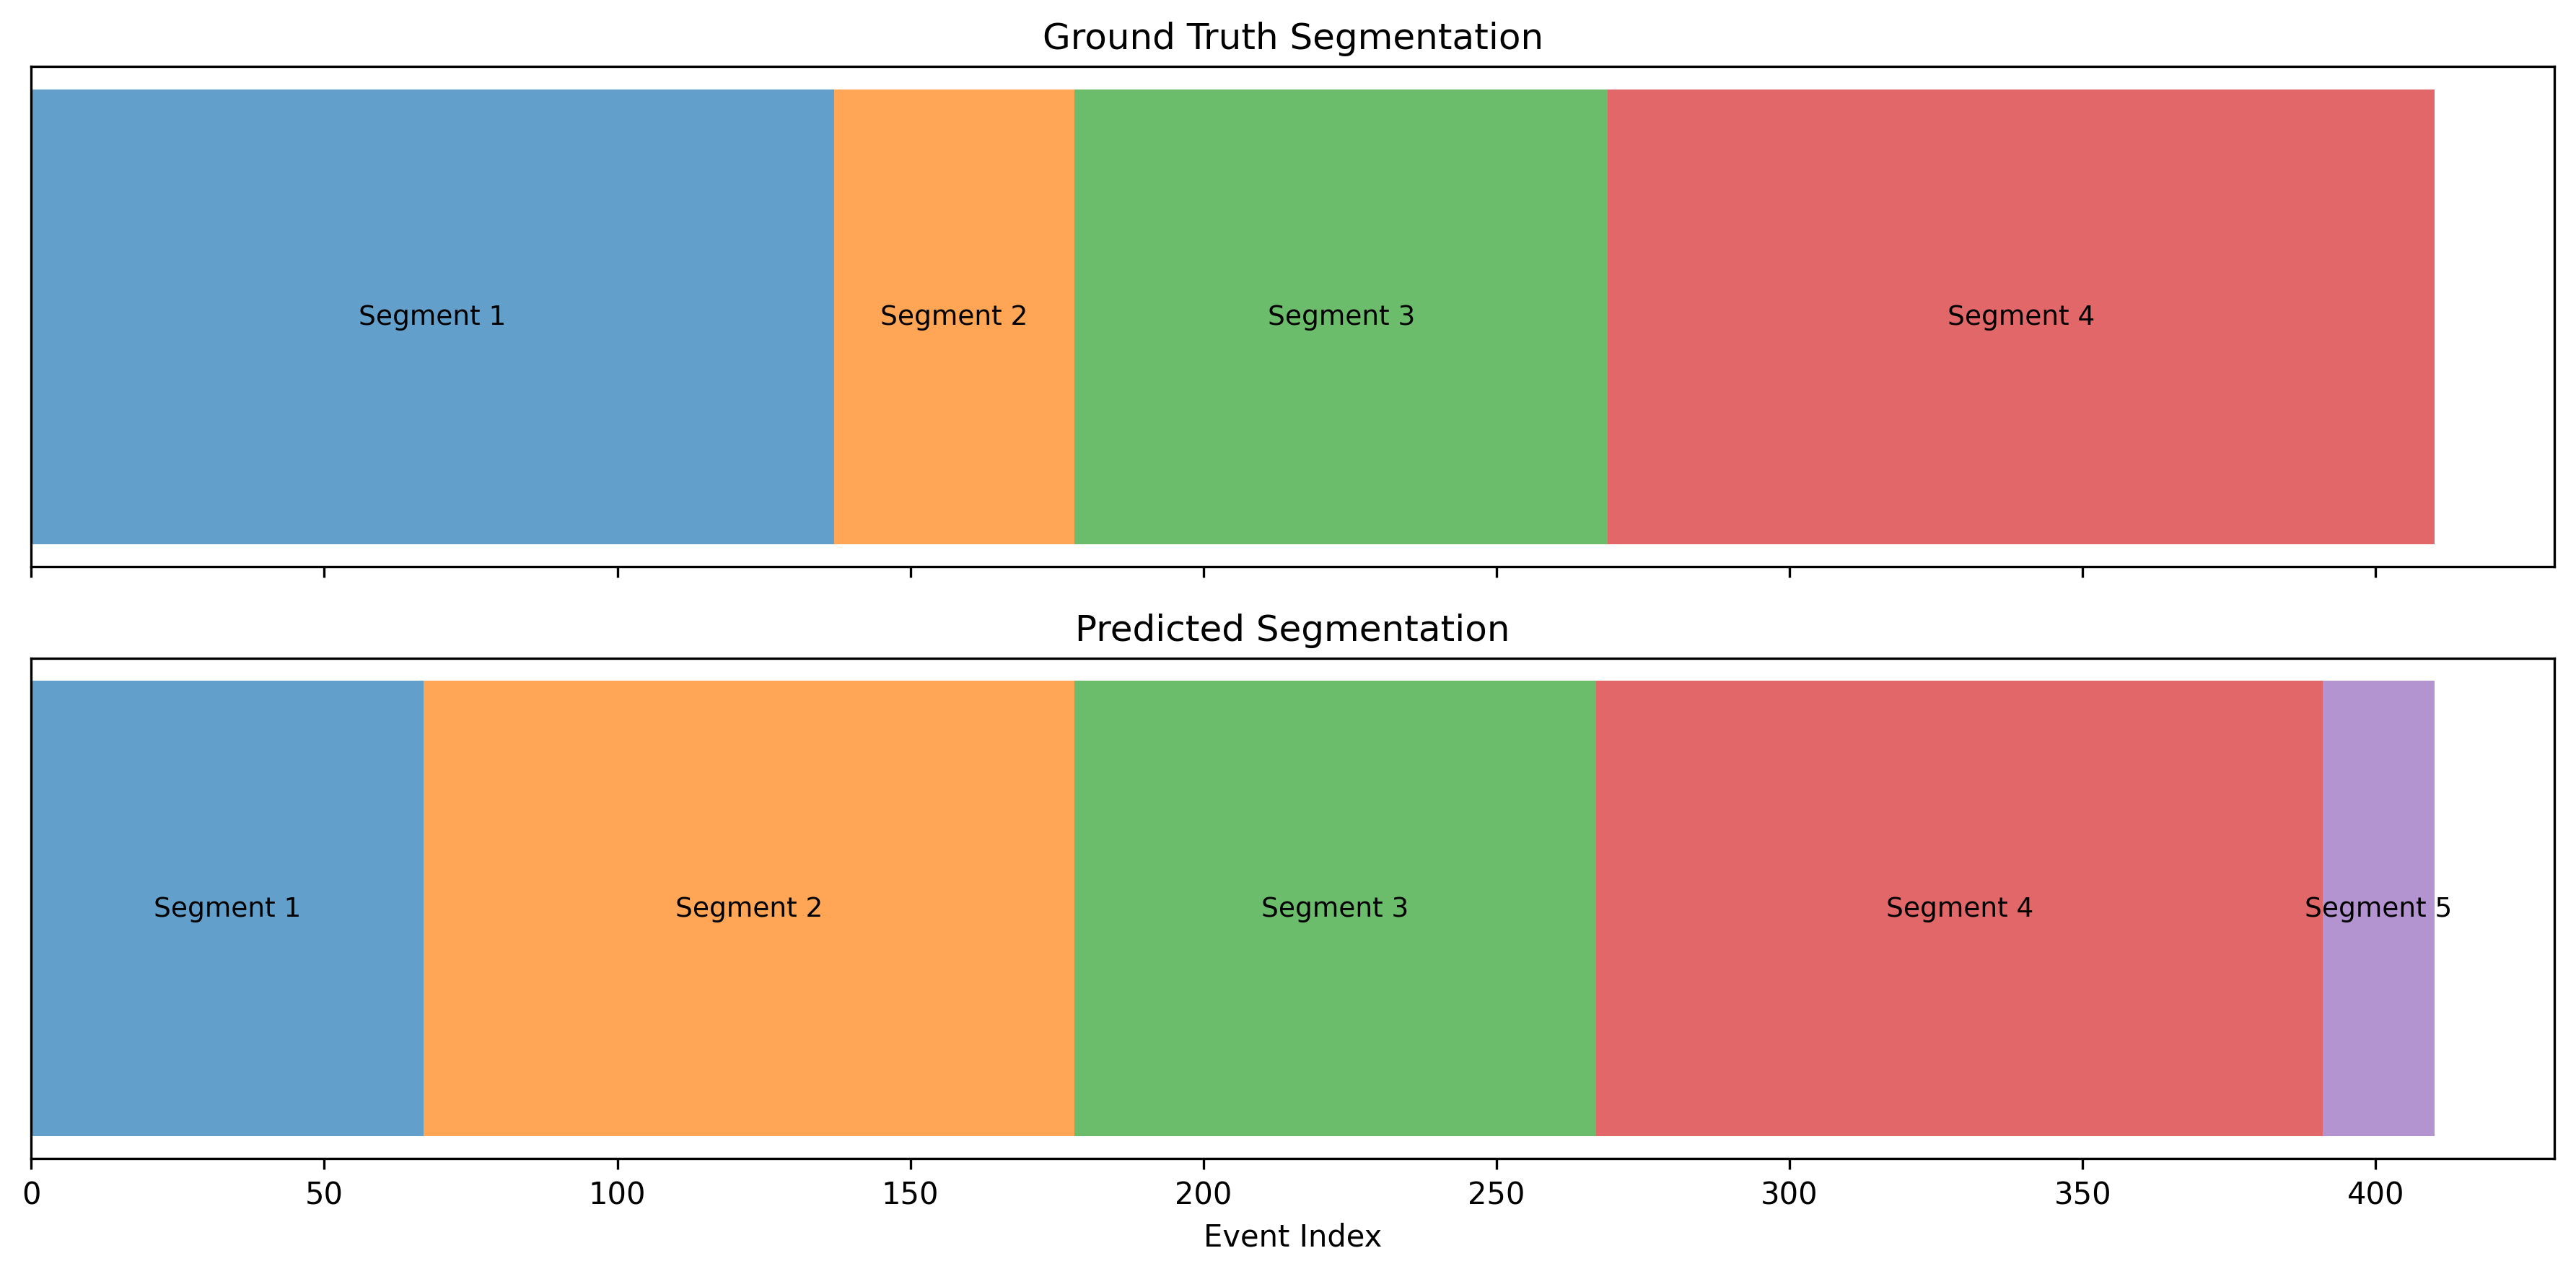 Ground Truth Segmentation
Segment 1 Segment 2 Segment 3 Segment 4
Predicted Segmentation
Segment 1 Segment 2 Segment 3 Segment 4 Segment 5
0 50 100 150 200 250 300 350 400
Event Index